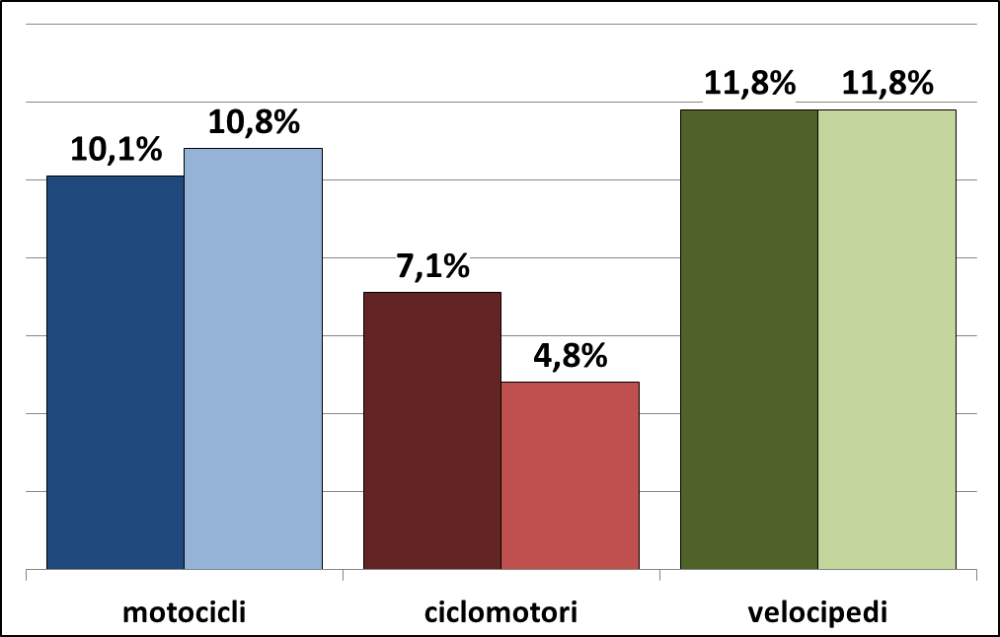 10,1%
10,8%
7,1%
4,8%
11,8%
11,8%
motocicli
ciclomotori
velocipedi